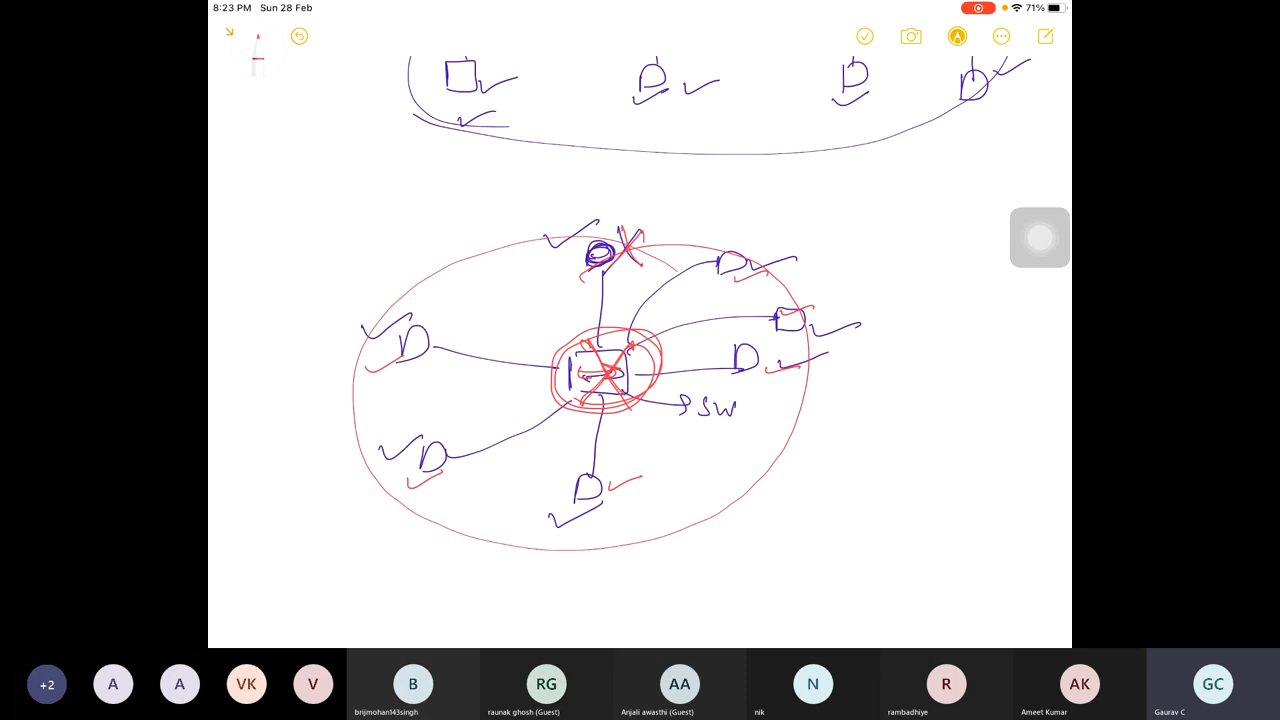 8:23 PM Sun 28 Feb
71%
D D D
D
D
D
D
D SW
D
D
+2 A A VK V B RG AA N R AK GC
brijmohan143singh raunak ghosh (Guest) Anjali awasthi (Guest) nik rambadhiye Ameet Kumar Gaurav C